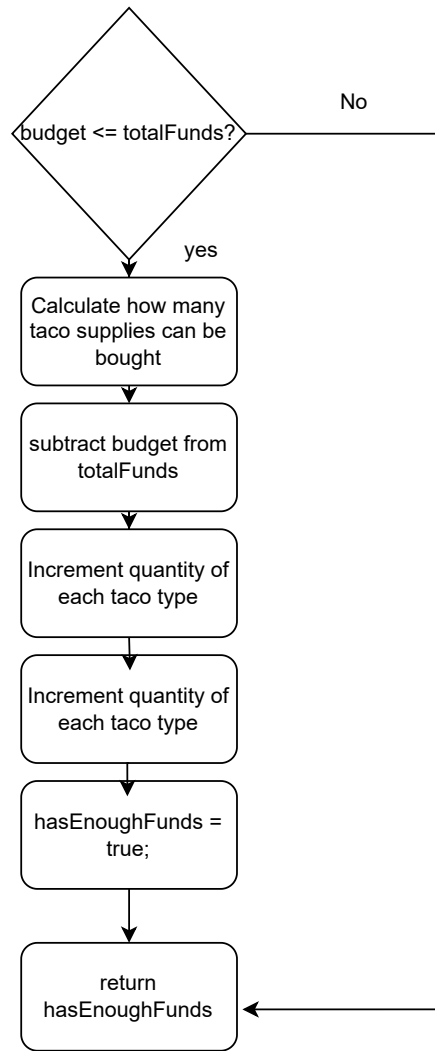 budget <= totalFunds?
No
yes
Calculate how many
taco supplies can be
bought
subtract budget from
totalFunds
Increment quantity of
each taco type
Increment quantity of
each taco type
hasEnoughFunds =
true;
return
hasEnoughFunds